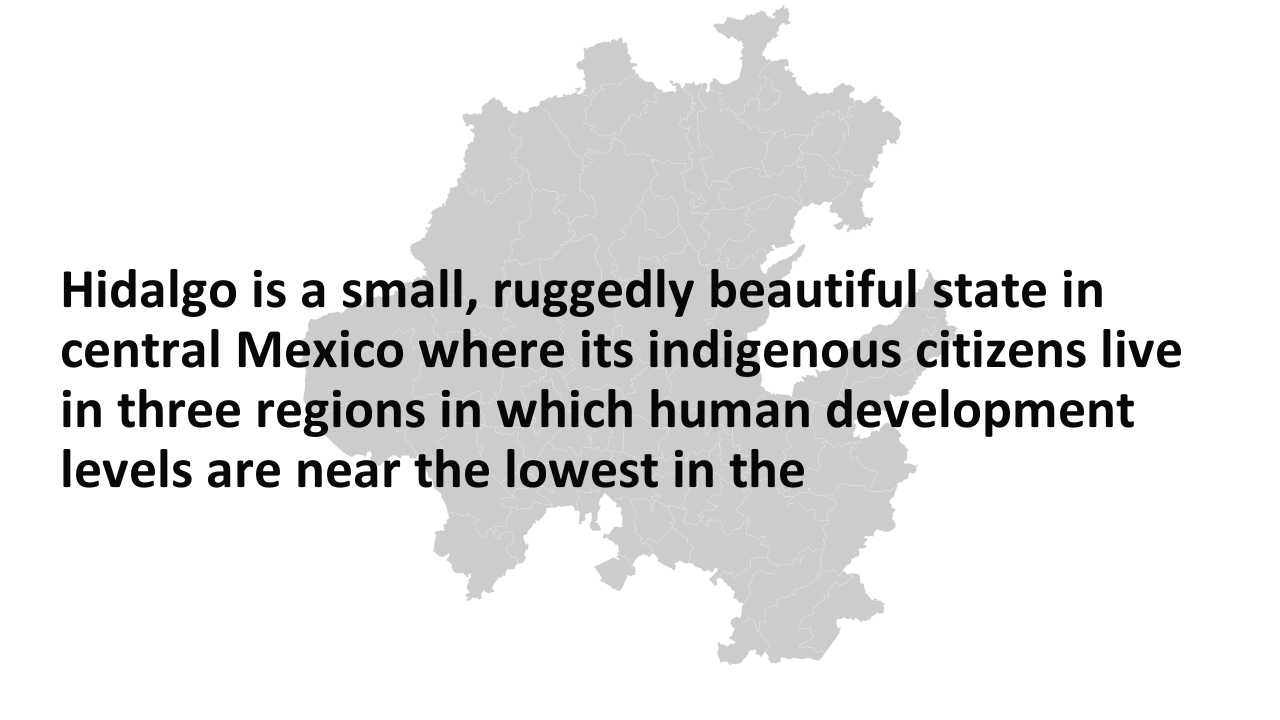 Hidalgo is a small, ruggedly beautiful state in
central Mexico where its indigenous citizens live
in three regions in which human development
levels are near the lowest in the